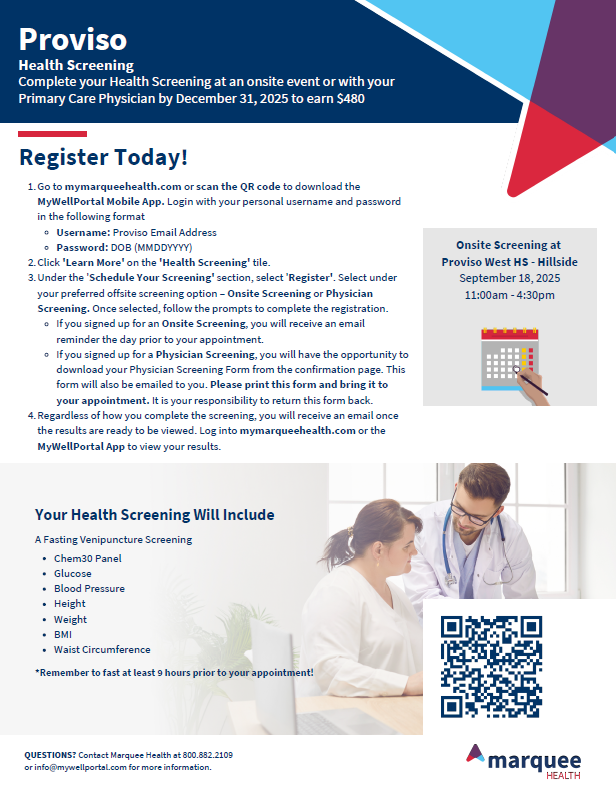 Proviso
Health Screening
Complete your Health Screening at an onsite event or with your
Primary Care Physician by December 31, 2025 to earn $480
Register Today!
1. Go to mymarqueehealth.com or scan the QR code to download the
MyWellPortal Mobile App. Login with your personal username and password
in the following format
Username: Proviso Email Address
Password: DOB (MMDDYYYY)
2. Click 'Learn More' on the 'Health Screening' tile.
3. Under the 'Schedule Your Screening' section, select 'Register'. Select under
your preferred offsite screening option – Onsite Screening or Physician
Screening. Once selected, follow the prompts to complete the registration.
If you signed up for an Onsite Screening, you will receive an email
reminder the day prior to your appointment.
If you signed up for a Physician Screening, you will have the opportunity to
download your Physician Screening Form from the confirmation page. This
form will also be emailed to you. Please print this form and bring it to
your appointment. It is your responsibility to return this form back.
4. Regardless of how you complete the screening, you will receive an email once
the results are ready to be viewed. Log into mymarqueehealth.com or the
MyWellPortal App to view your results.
Onsite Screening at
Proviso West HS - Hillside
September 18, 2025
11:00am - 4:30pm
Your Health Screening Will Include
A Fasting Venipuncture Screening
• Chem30 Panel
• Glucose
• Blood Pressure
• Height
• Weight
• BMI
• Waist Circumference
*Remember to fast at least 9 hours prior to your appointment!
QUESTIONS? Contact Marquee Health at 800.882.2109
or info@mywellportal.com for more information.
marquee
HEALTH